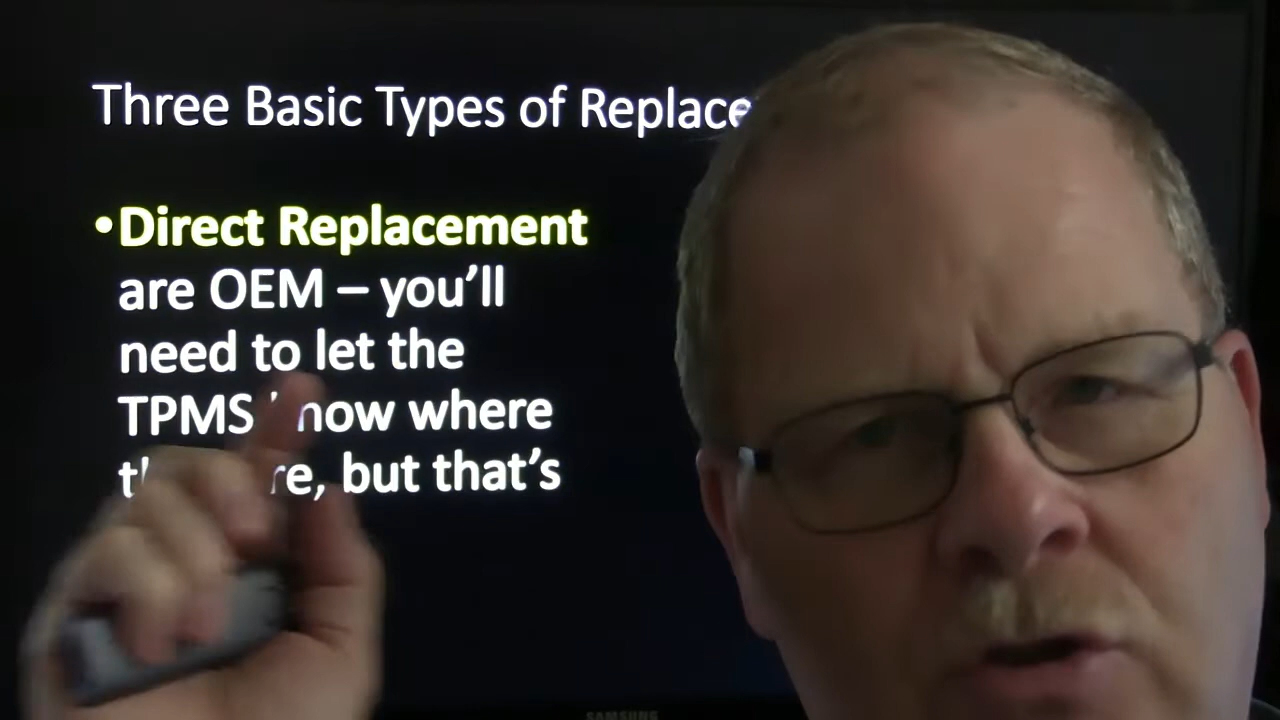 Three Basic Types of Replace
•Direct Replacement
are OEM – you'll
need to let the
TPMS now where
re, but that's
SAMSUNG